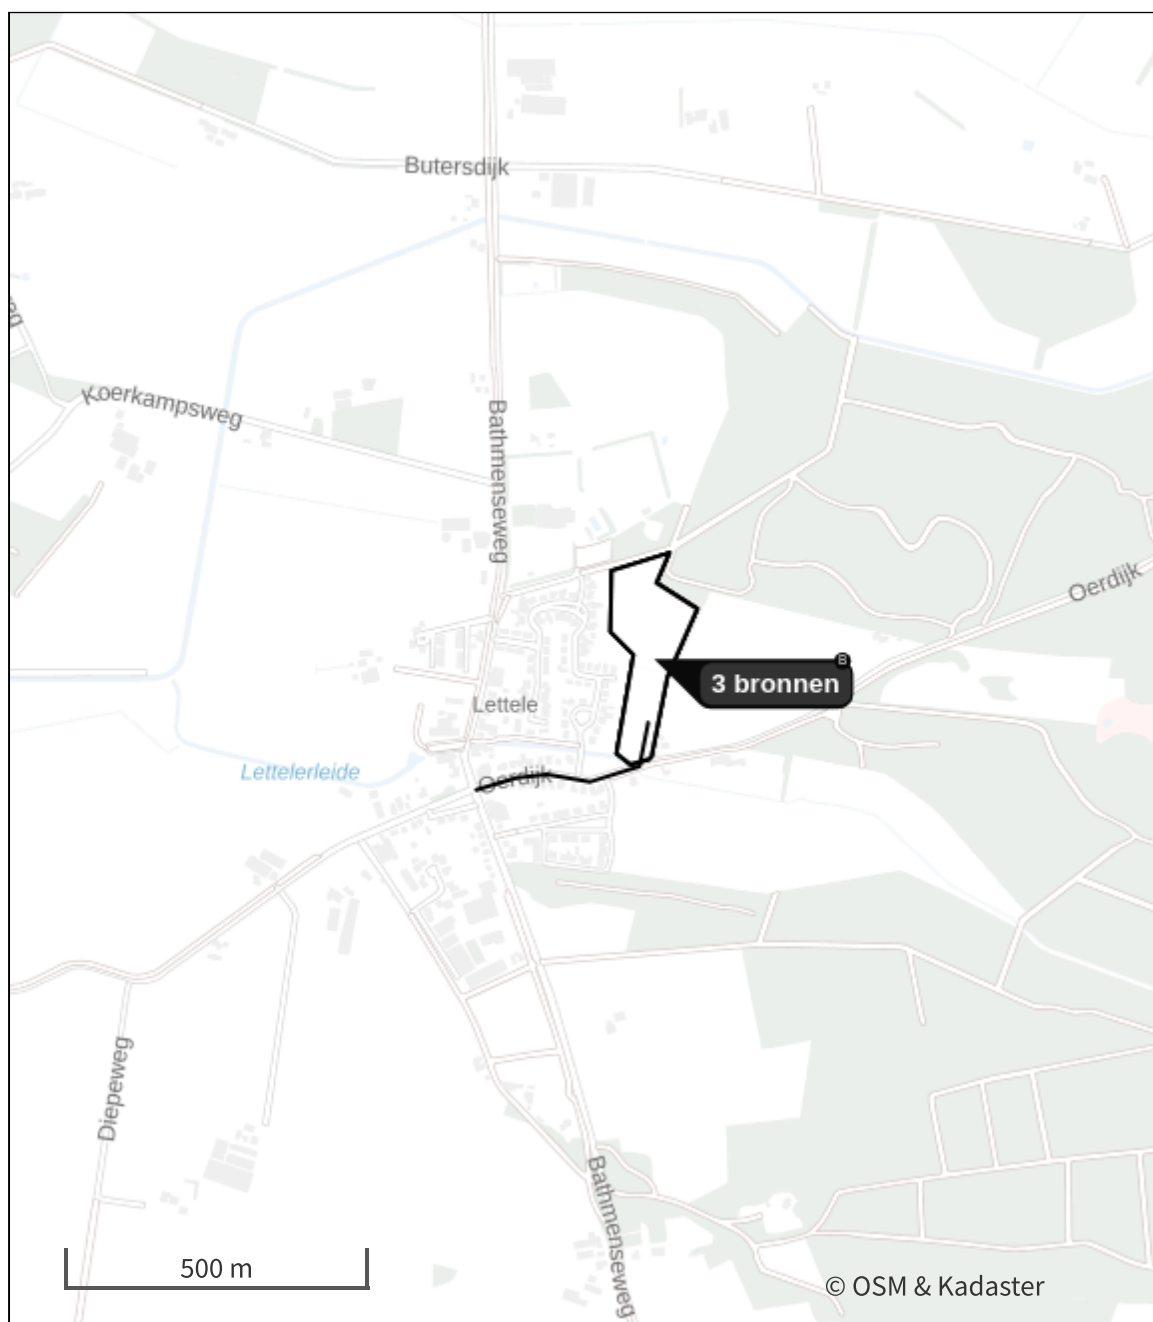 Butersdijk
Koerkampsweg
Bathmenseweg
Oerdijk
B
3 bronnen
Lettele
Lettelerleide
Oerdijk
Diepeweg
Bathmenseweg
500 m
© OSM & Kadaster